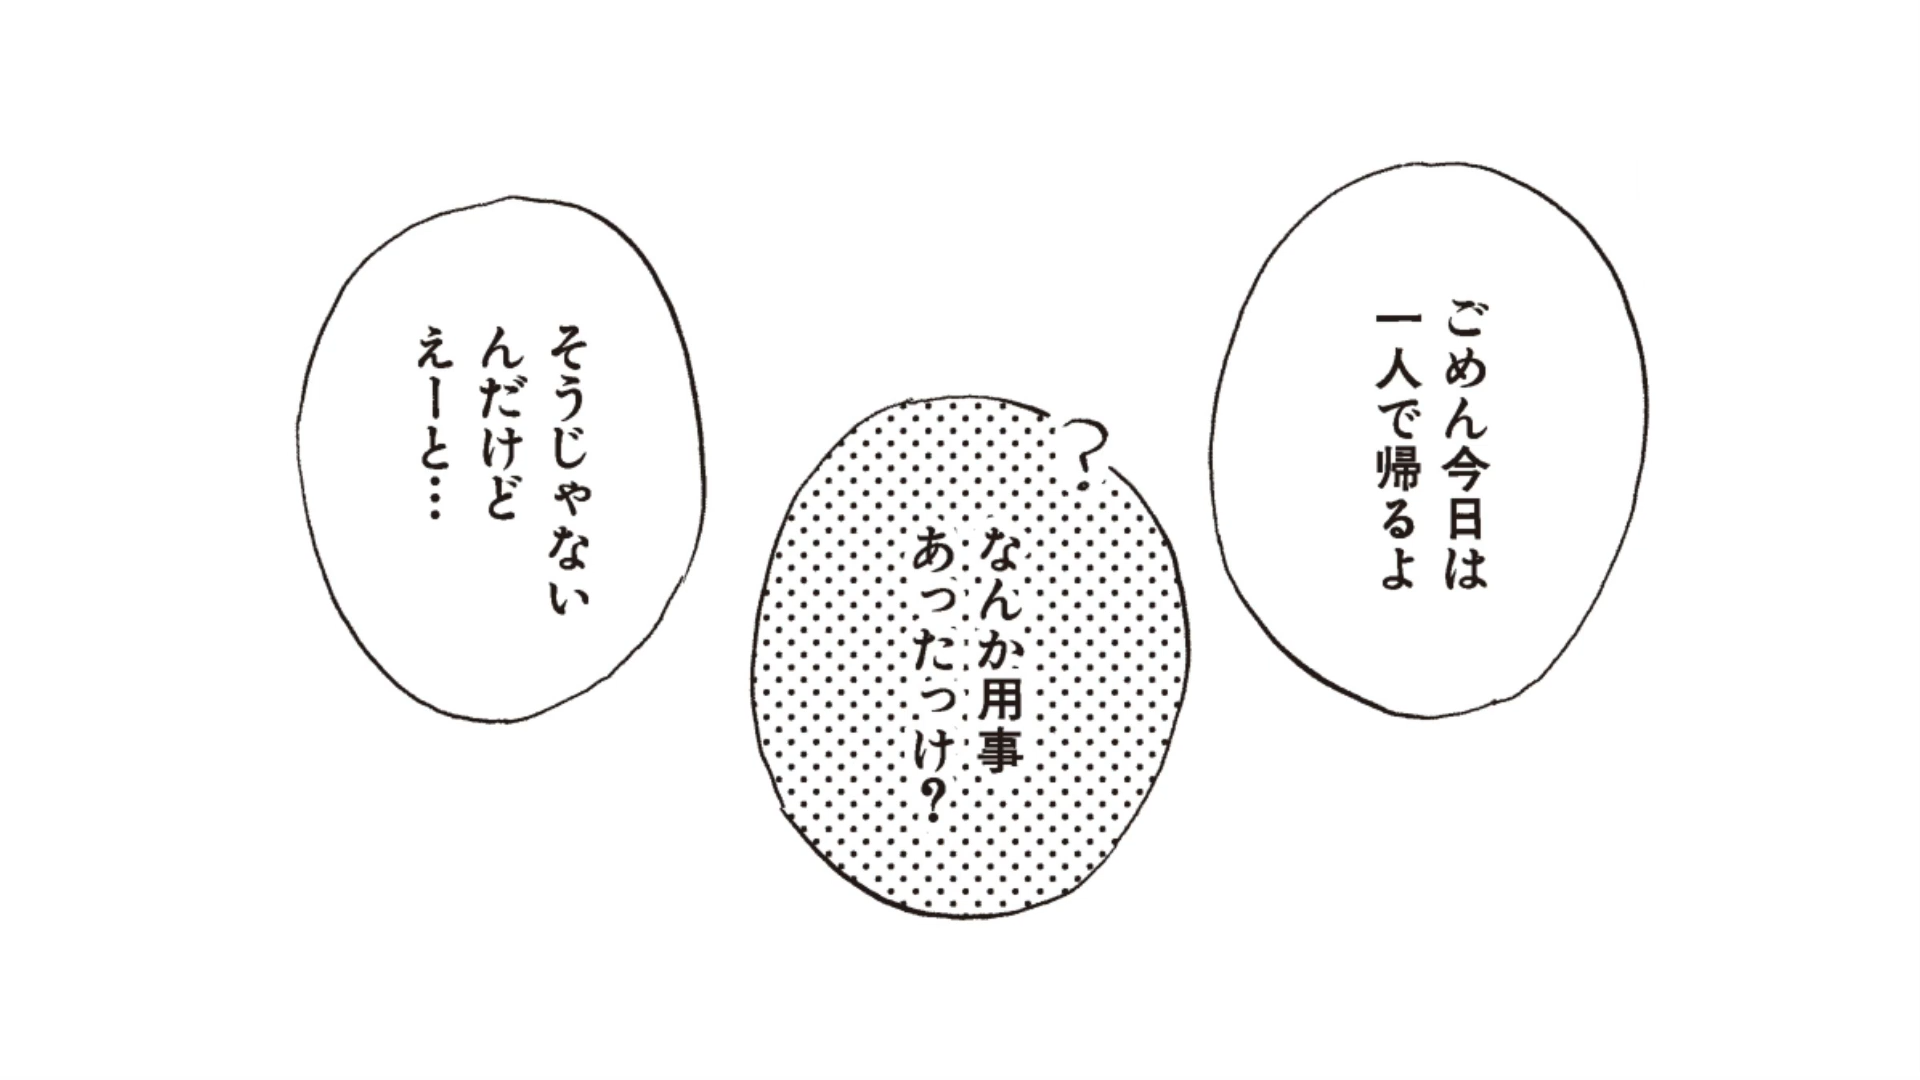 ごめん今日は
一人で帰るよ
?
なんか用事
あったっけ?
そうじゃない
んだけど
えーと…